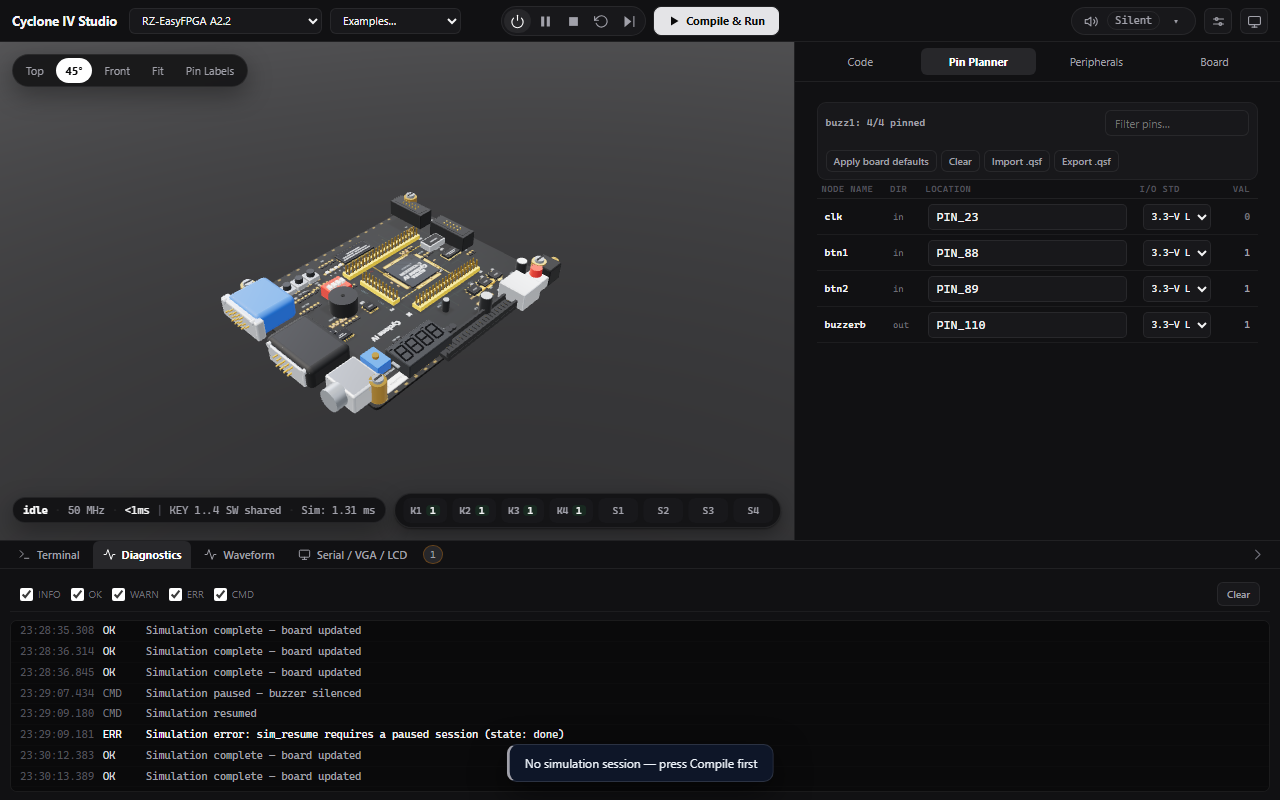 Cyclone IV Studio RZ-EasyFPGA A2.2 Examples... Compile & Run Silent
Top 45° Front Fit Pin Labels
Code Pin Planner Peripherals Board
buzz1: 4/4 pinned Filter pins...
Apply board defaults Clear Import .qsf Export .qsf
NODE NAME DIR LOCATION I/O STD VAL
clk in PIN_23 3.3-V L 0
btn1 in PIN_88 3.3-V L 1
btn2 in PIN_89 3.3-V L 1
buzzerb out PIN_110 3.3-V L 1
Cyclone IV
idle · 50 MHz · <1ms | KEY 1..4 SW shared · Sim: 1.31 ms
K1 1 K2 1 K3 1 K4 1 S1 S2 S3 S4
Terminal Diagnostics Waveform Serial / VGA / LCD 1
INFO OK WARN ERR CMD Clear
23:28:35.308 OK Simulation complete — board updated
23:28:36.314 OK Simulation complete — board updated
23:28:36.845 OK Simulation complete — board updated
23:29:07.434 CMD Simulation paused — buzzer silenced
23:29:09.180 CMD Simulation resumed
23:29:09.181 ERR Simulation error: sim_resume requires a paused session (state: done)
23:30:12.383 OK Simulation complete — board updated
23:30:13.389 OK Simulation complete — board updated
No simulation session — press Compile first